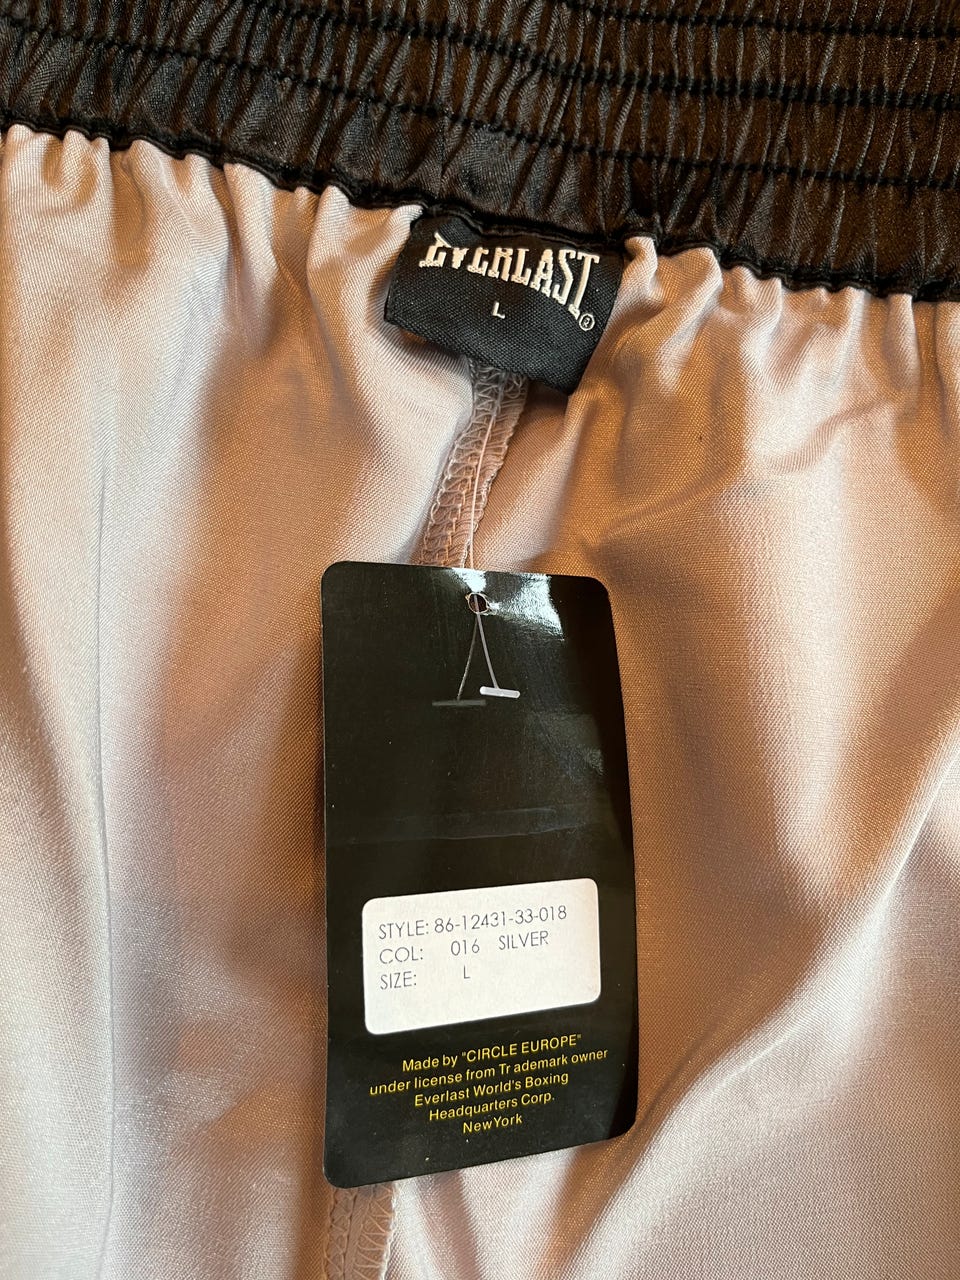 EVERLAST
L
®
STYLE: 86-12431-33-018
COL: 016 SILVER
SIZE: L
Made by "CIRCLE EUROPE"
under license from Tr ademark owner
Everlast World's Boxing
Headquarters Corp.
NewYork